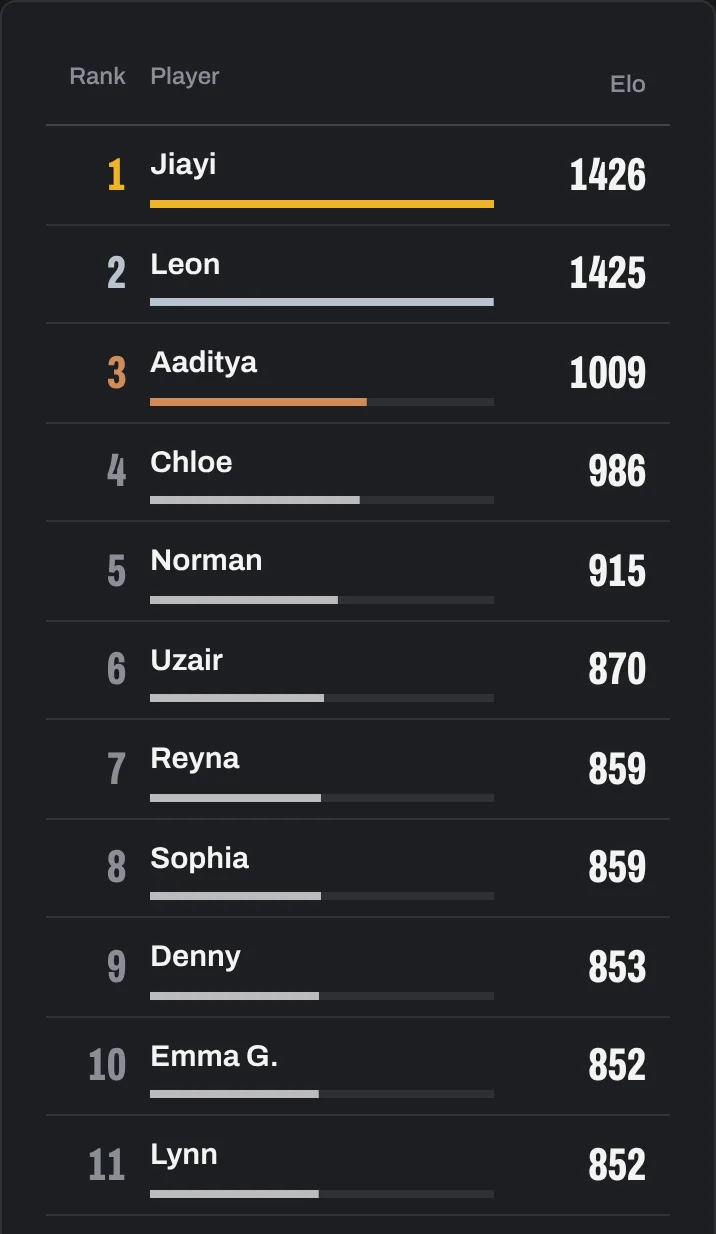 Rank Player Elo
1 Jiayi 1426
2 Leon 1425
3 Aaditya 1009
4 Chloe 986
5 Norman 915
6 Uzair 870
7 Reyna 859
8 Sophia 859
9 Denny 853
10 Emma G. 852
11 Lynn 852